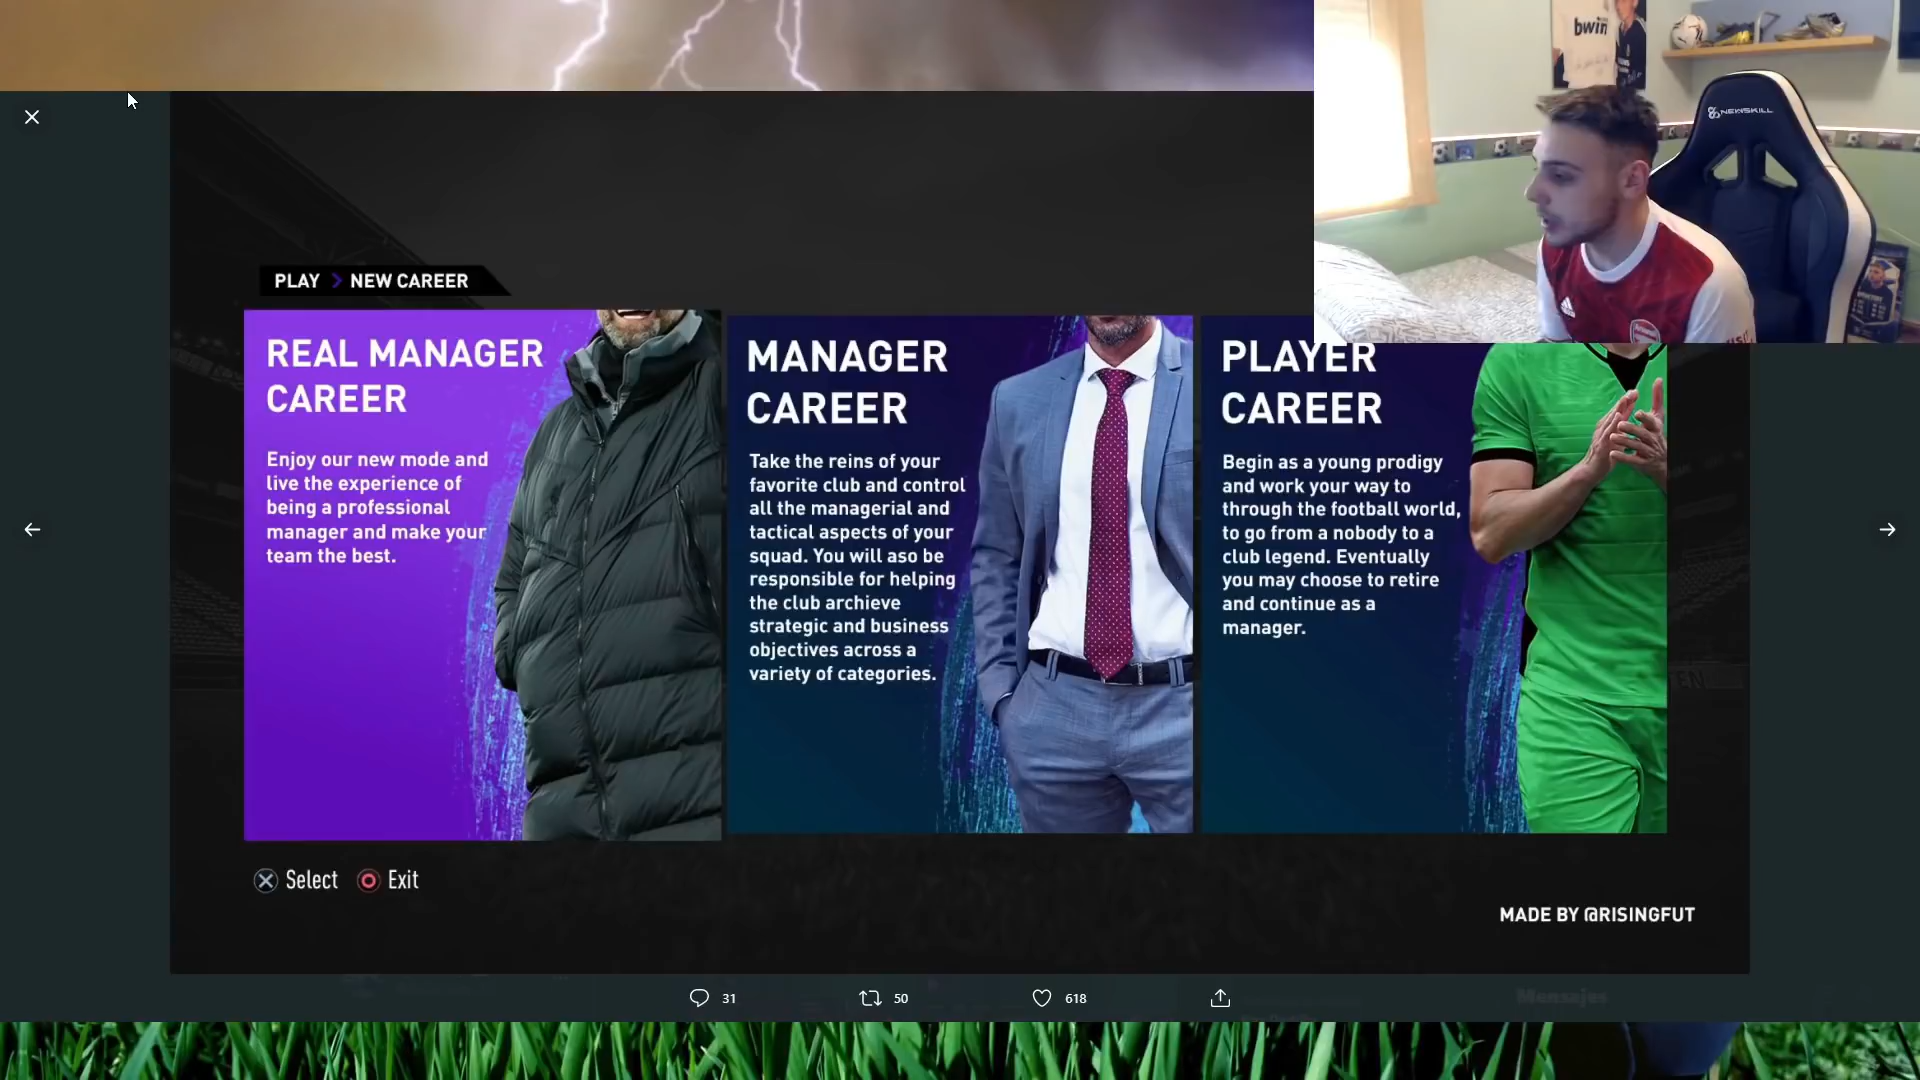 bwin
NEWSKILL
PLAY > NEW CAREER
REAL MANAGER
CAREER
Enjoy our new mode and
live the experience of
being a professional
manager and make your
team the best.
MANAGER
CAREER
Take the reins of your
favorite club and control
all the managerial and
tactical aspects of your
squad. You will aso be
responsible for helping
the club archieve
strategic and business
objectives across a
variety of categories.
PLAYER
CAREER
Begin as a young prodigy
and work your way to
through the football world,
to go from a nobody to a
club legend. Eventually
you may choose to retire
and continue as a
manager.
Select Exit
MADE BY @RISINGFUT
31 50 618
Mensajes